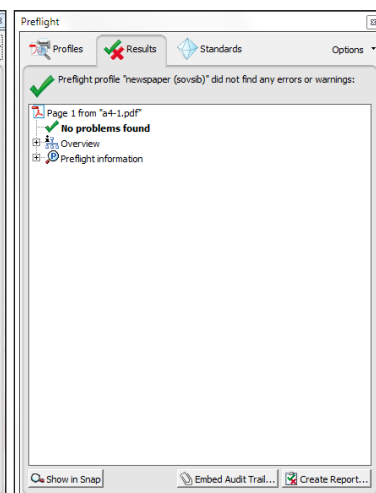 Preflight
Profiles Results Standards Options
Preflight profile "newspaper (sovsib)" did not find any errors or warnings:
Page 1 from "a4-1.pdf"
No problems found
Overview
Preflight information
Show in Snap Embed Audit Trail... Create Report...